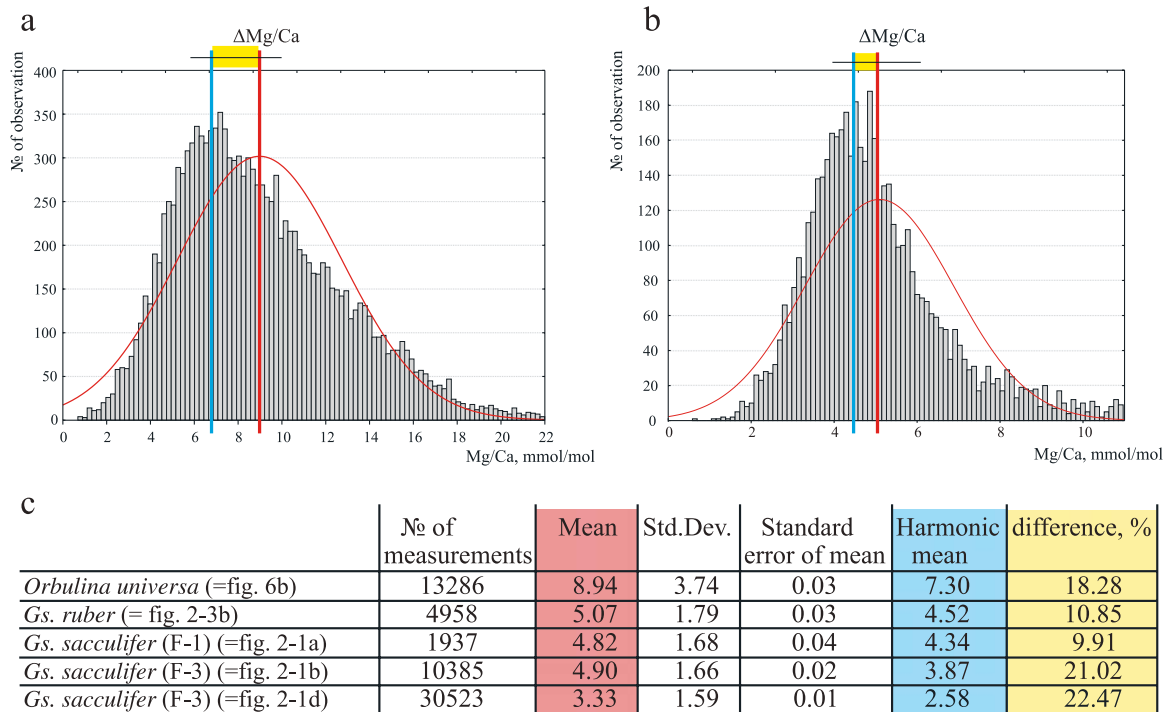 a
ΔMg/Ca
№ of observation
400
350
300
250
200
150
100
50
0
0 2 4 6 8 10 12 14 16 18 20 22
Mg/Ca, mmol/mol
b
ΔMg/Ca
№ of observation
200
180
160
140
120
100
80
60
40
20
0
0 2 4 6 8 10
Mg/Ca, mmol/mol
c
№ of measurements Mean Std.Dev. Standard error of mean Harmonic mean difference, %
Orbulina universa (=fig. 6b) 13286 8.94 3.74 0.03 7.30 18.28
Gs. ruber (= fig. 2-3b) 4958 5.07 1.79 0.03 4.52 10.85
Gs. sacculifer (F-1) (=fig. 2-1a) 1937 4.82 1.68 0.04 4.34 9.91
Gs. sacculifer (F-3) (=fig. 2-1b) 10385 4.90 1.66 0.02 3.87 21.02
Gs. sacculifer (F-3) (=fig. 2-1d) 30523 3.33 1.59 0.01 2.58 22.47